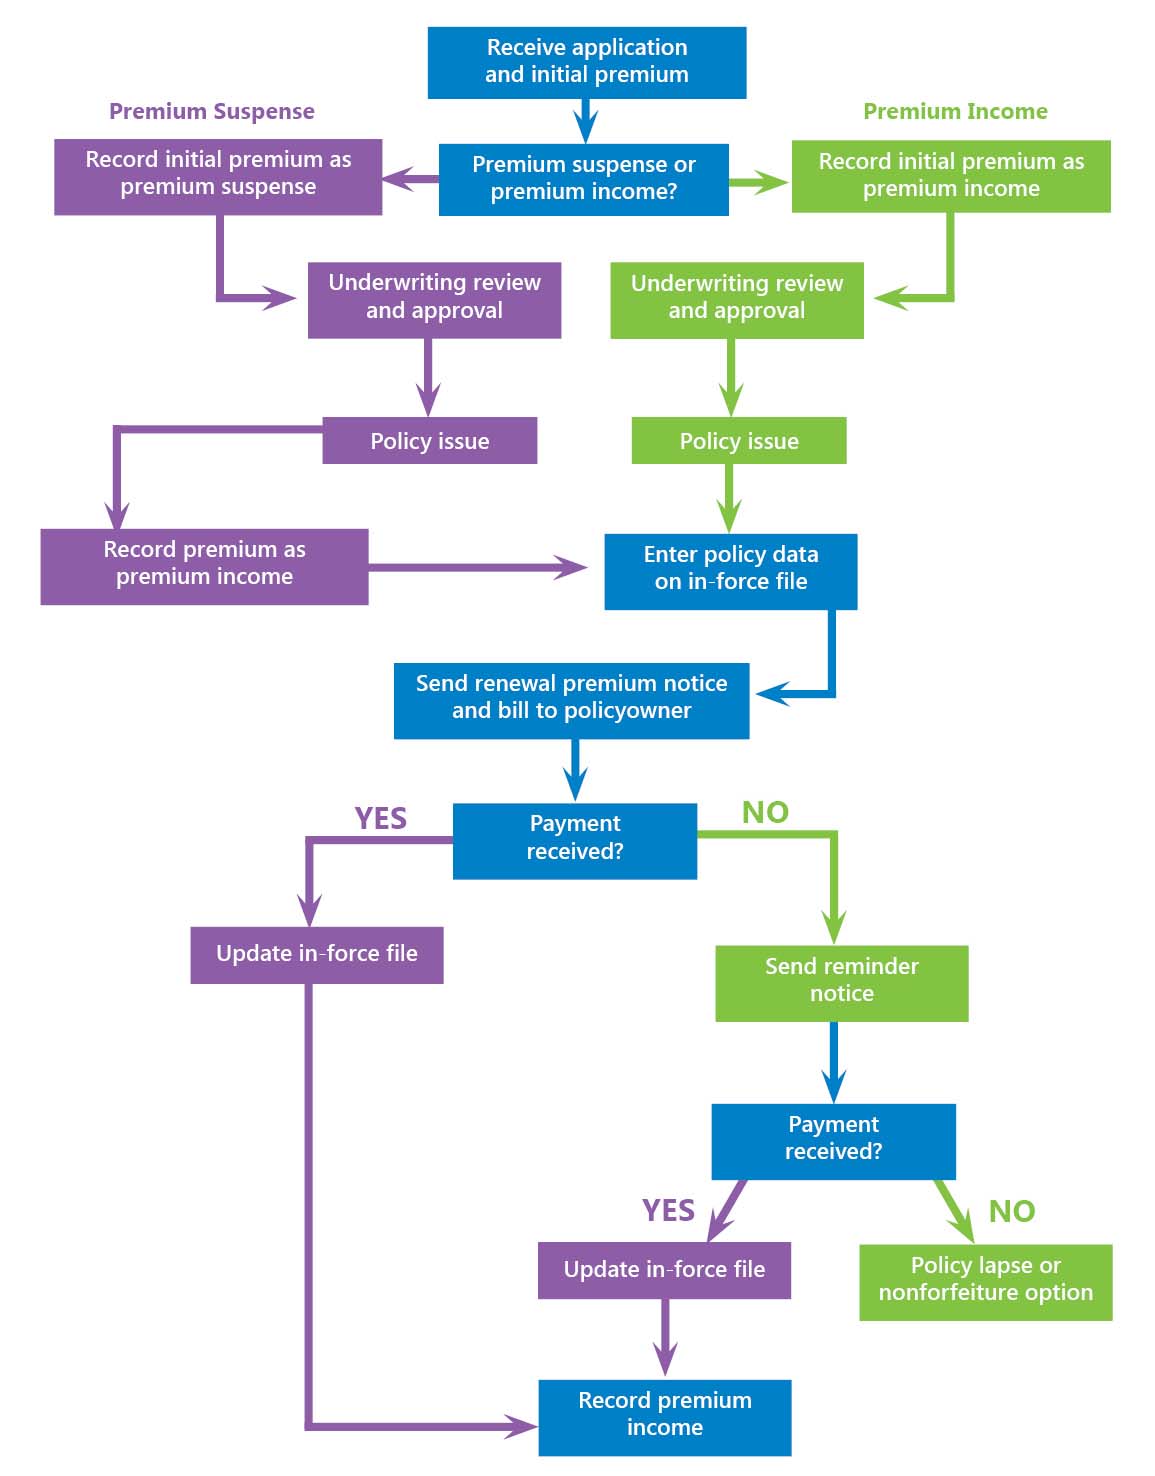 Receive application
and initial premium
Premium Suspense
Premium Income
Record initial premium as
premium suspense
Premium suspense or
premium income?
Record initial premium as
premium income
Underwriting review
and approval
Underwriting review
and approval
Policy issue
Policy issue
Record premium as
premium income
Enter policy data
on in-force file
Send renewal premium notice
and bill to policyowner
YES
Payment
received?
NO
Update in-force file
Send reminder
notice
Payment
received?
YES
NO
Update in-force file
Policy lapse or
nonforfeiture option
Record premium
income